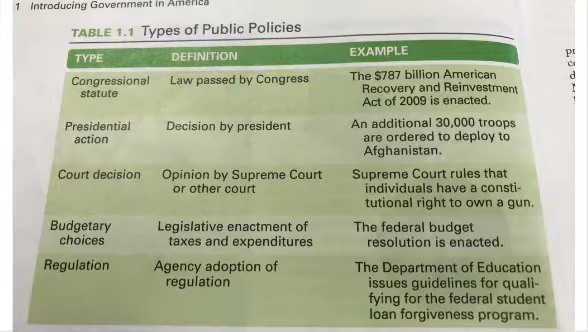 1 Introducing Government in America
TABLE 1.1 Types of Public Policies
TYPE DEFINITION EXAMPLE
Congressional Law passed by Congress The $787 billion American
statute Recovery and Reinvestment
Act of 2009 is enacted.
Presidential Decision by president An additional 30,000 troops
action are ordered to deploy to
Afghanistan.
Court decision Opinion by Supreme Court Supreme Court rules that
or other court individuals have a consti-
tutional right to own a gun.
Budgetary Legislative enactment of The federal budget
choices taxes and expenditures resolution is enacted.
Regulation Agency adoption of The Department of Education
regulation issues guidelines for quali-
fying for the federal student
loan forgiveness program.